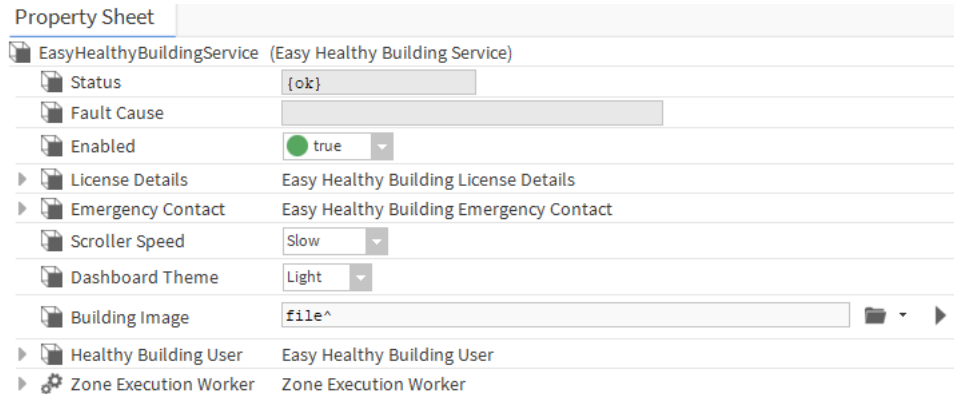 Property Sheet
EasyHealthyBuildingService (Easy Healthy Building Service)
Status {ok}
Fault Cause
Enabled true
License Details Easy Healthy Building License Details
Emergency Contact Easy Healthy Building Emergency Contact
Scroller Speed Slow
Dashboard Theme Light
Building Image file^
Healthy Building User Easy Healthy Building User
Zone Execution Worker Zone Execution Worker